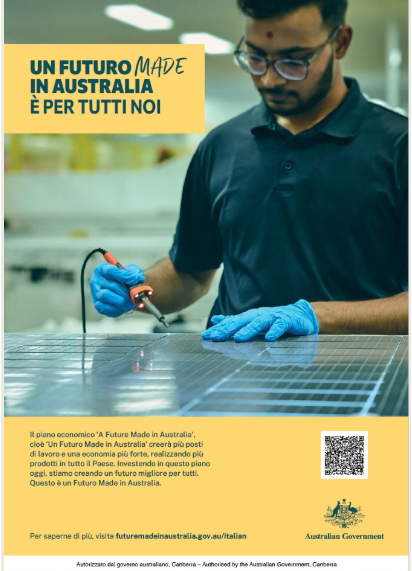 UN FUTURO MADE
IN AUSTRALIA
È PER TUTTI NOI
Il piano economico ‘A Future Made in Australia’,
cioè ‘Un Futuro Made in Australia’ creerà più posti
di lavoro e una economia più forte, realizzando più
prodotti in tutto il Paese. Investendo in questo piano
oggi, stiamo creando un futuro migliore per tutti.
Questo è un Futuro Made in Australia.
Per saperne di più, visita futuremadeinaustralia.gov.au/italian
Australian Government
Autorizzato dal governo australiano, Canberra – Authorised by the Australian Government, Canberra